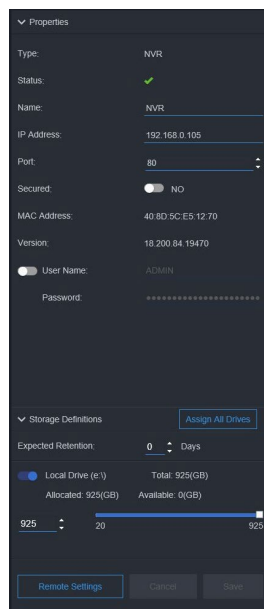 Properties
Type: NVR
Status:
Name: NVR
IP Address: 192.168.0.105
Port: 80
Secured: NO
MAC Address: 40:8D:5C:E5:12:70
Version: 18.200.84.19470
User Name: ADMIN
Password: ••••••••••••••••••••••
Storage Definitions Assign All Drives
Expected Retention: 0 Days
Local Drive (e:\) Total: 925(GB)
Allocated: 925(GB) Available: 0(GB)
925 20 925
Remote Settings Cancel Save